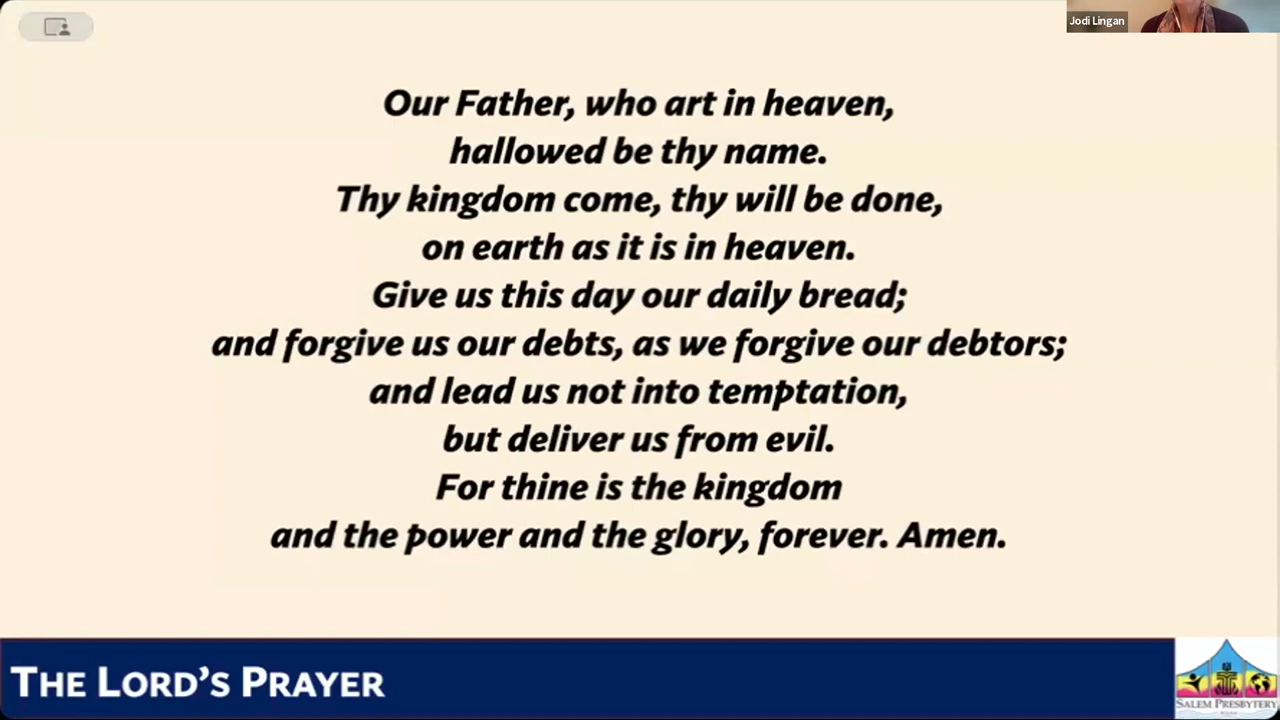 Jodi Lingan
Our Father, who art in heaven,
hallowed be thy name.
Thy kingdom come, thy will be done,
on earth as it is in heaven.
Give us this day our daily bread;
and forgive us our debts, as we forgive our debtors;
and lead us not into temptation,
but deliver us from evil.
For thine is the kingdom
and the power and the glory, forever. Amen.
THE LORD'S PRAYER
SALEM PRESBYTERY